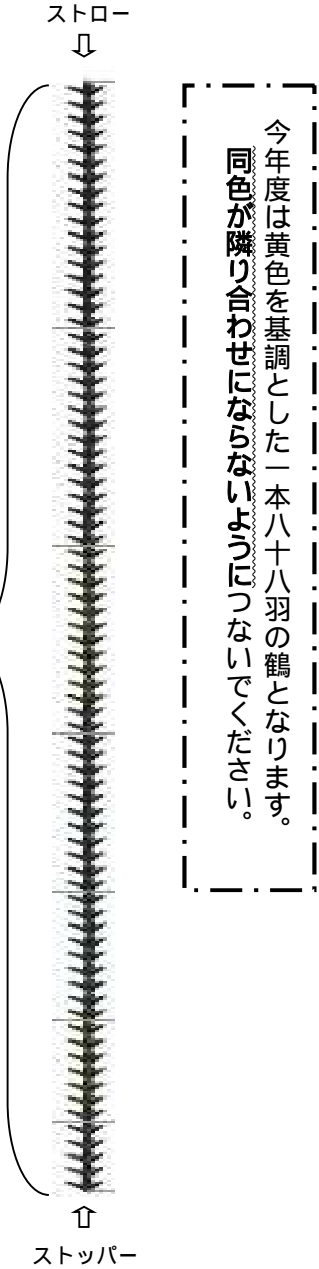 ストロー
⇩
今年度は黄色を基調とした一本八十八羽の鶴となります。
同色が隣り合わせにならないようにつないでください。
⇧
ストッパー